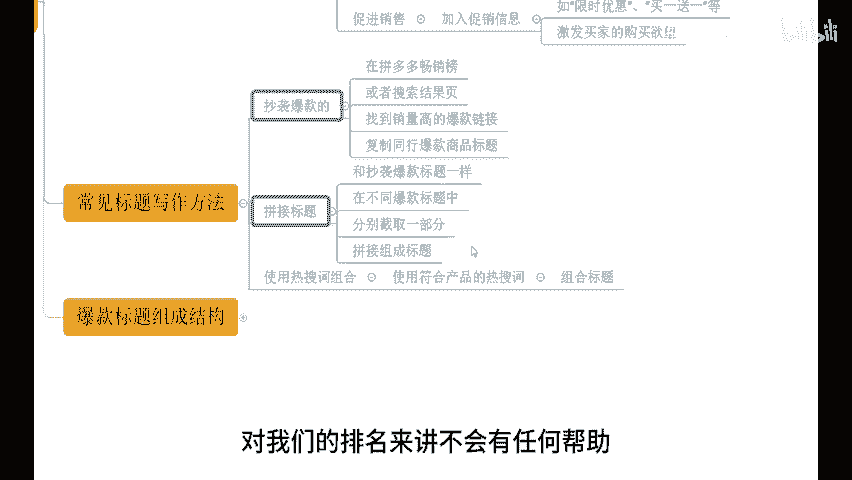 如"限时优惠"、"买一送一"等
促进销售 加入促销信息
激发买家的购买欲望
bilibili
在拼多多畅销榜
抄袭爆款的
或者搜索结果页
找到销量高的爆款链接
复制同行爆款商品标题
和抄袭爆款标题一样
常见标题写作方法
在不同爆款标题中
拼接标题
分别截取一部分
拼接组成标题
使用热搜词组合 使用符合产品的热搜词 组合标题
爆款标题组成结构
对我们的排名来讲不会有任何帮助